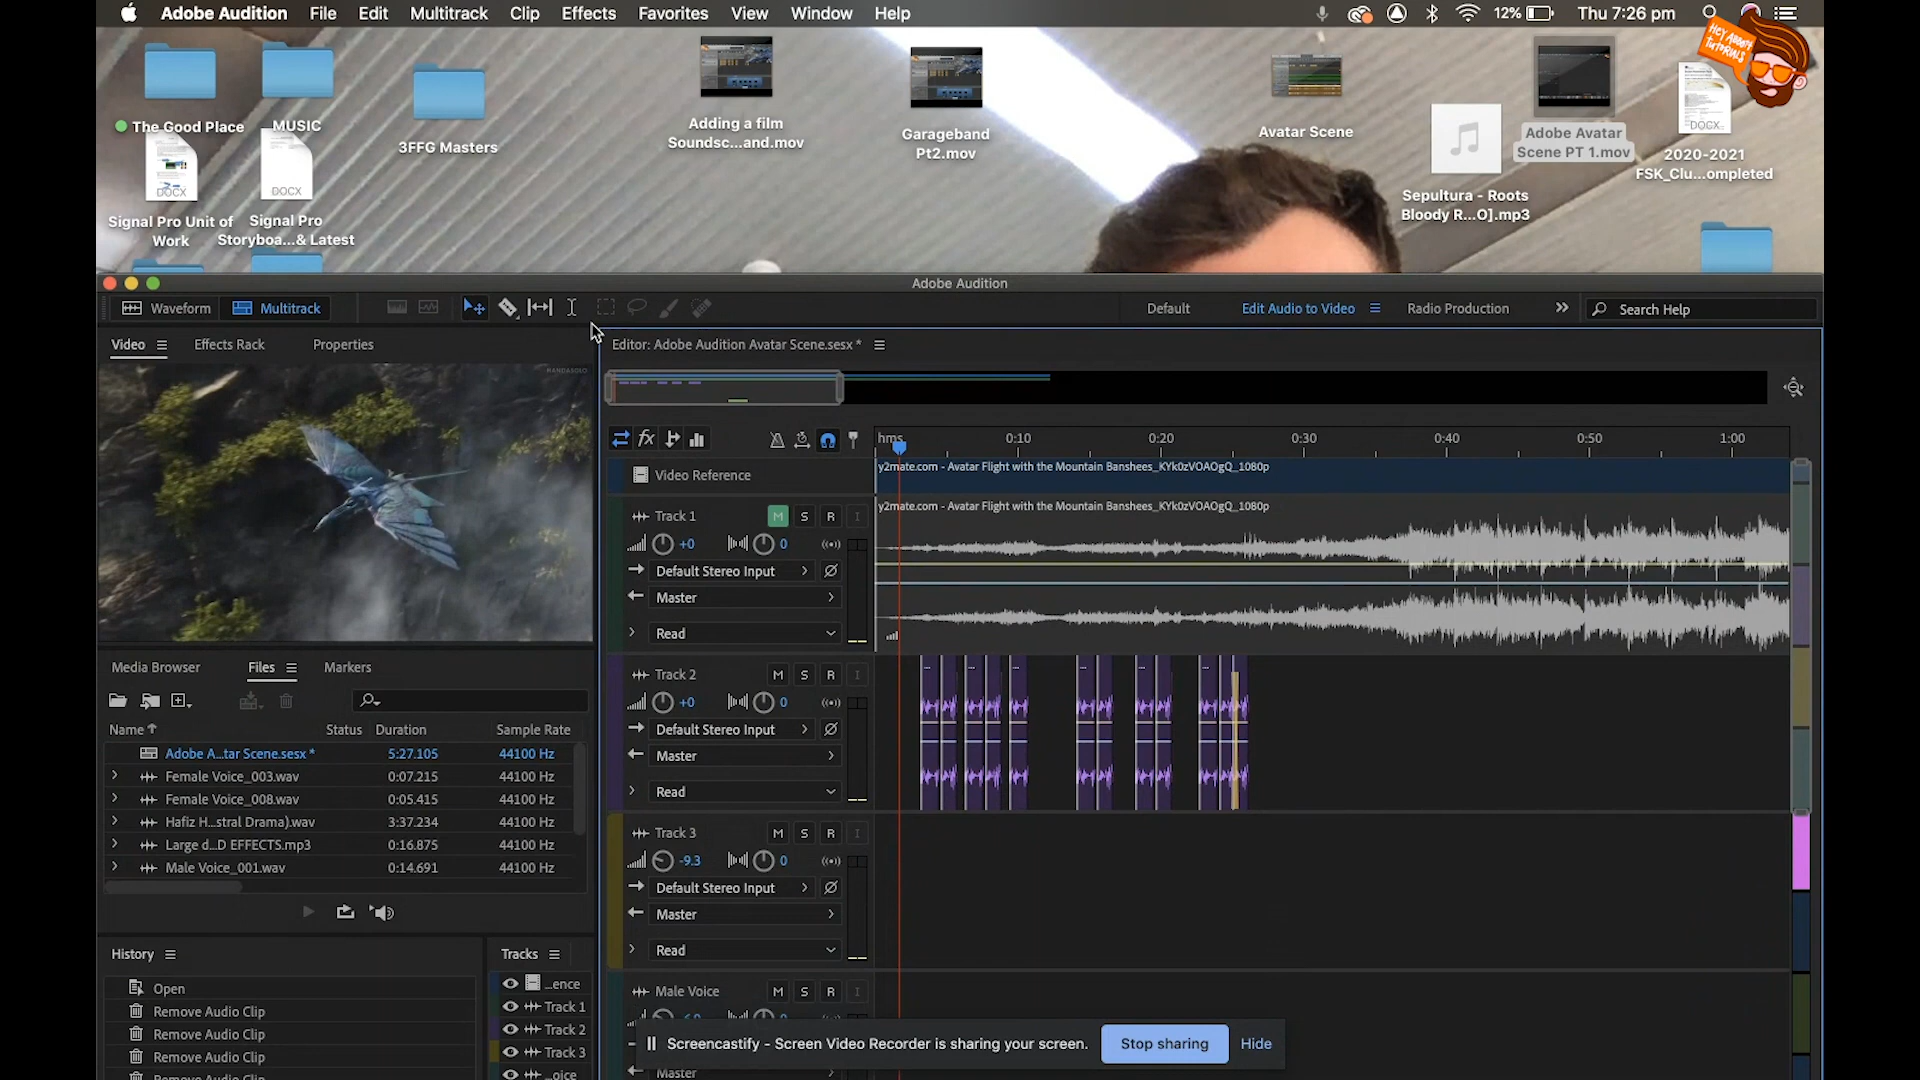 Adobe Audition File Edit Multitrack Clip Effects Favorites View Window Help 12% Thu 7:26 pm
HEY AUDIO TUTORIALS
The Good Place
MUSIC
3FFG Masters
Adding a film
Soundsc...and.mov
Garageband
Pt2.mov
Avatar Scene
Adobe Avatar
Scene PT 1.mov
DOCX
2020-2021
FSK_Clu...ompleted
DOCX
DOCX
Sepultura - Roots
Bloody R...O].mp3
Signal Pro Unit of
Work
Signal Pro
Storyboa...& Latest
Adobe Audition
Waveform Multitrack Default Edit Audio to Video Radio Production Search Help
Video Effects Rack Properties
Editor: Adobe Audition Avatar Scene.sesx *
hms 0:10 0:20 0:30 0:40 0:50 1:00
Video Reference
y2mate.com - Avatar Flight with the Mountain Banshees_KYk0zVOAOgQ_1080p
y2mate.com - Avatar Flight with the Mountain Banshees_KYk0zVOAOgQ_1080p
Track 1 M S R I
+0 0
Default Stereo Input
Master
Read
Track 2 M S R I
+0 0
Default Stereo Input
Master
Read
Track 3 M S R I
-9.3 0
Default Stereo Input
Master
Read
Male Voice M S R I
Master
Media Browser Files Markers
Name Status Duration Sample Rate
Adobe A...tar Scene.sesx * 5:27.105 44100 Hz
Female Voice_003.wav 0:07.215 44100 Hz
Female Voice_008.wav 0:05.415 44100 Hz
Hafiz H...stral Drama).wav 3:37.234 44100 Hz
Large d...D EFFECTS.mp3 0:16.875 44100 Hz
Male Voice_001.wav 0:14.691 44100 Hz
History
Open
Remove Audio Clip
Remove Audio Clip
Remove Audio Clip
Tracks
...ence
Track 1
Track 2
Track 3
...oice
Screencastify - Screen Video Recorder is sharing your screen. Stop sharing Hide